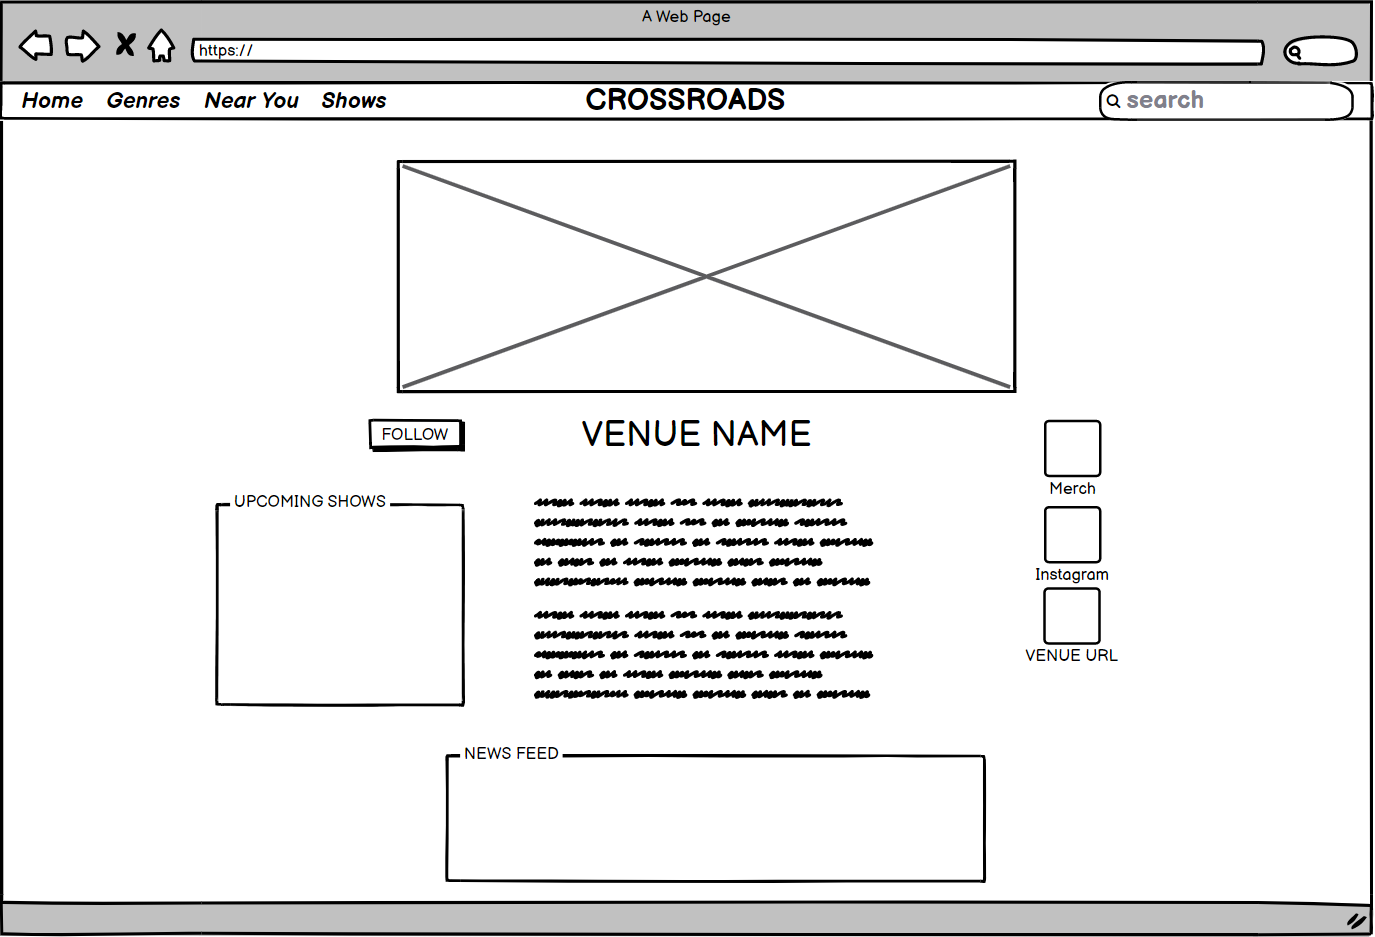 A Web Page
https://
Home Genres Near You Shows CROSSROADS search
VENUE NAME
FOLLOW
UPCOMING SHOWS
Merch
Instagram
VENUE URL
NEWS FEED